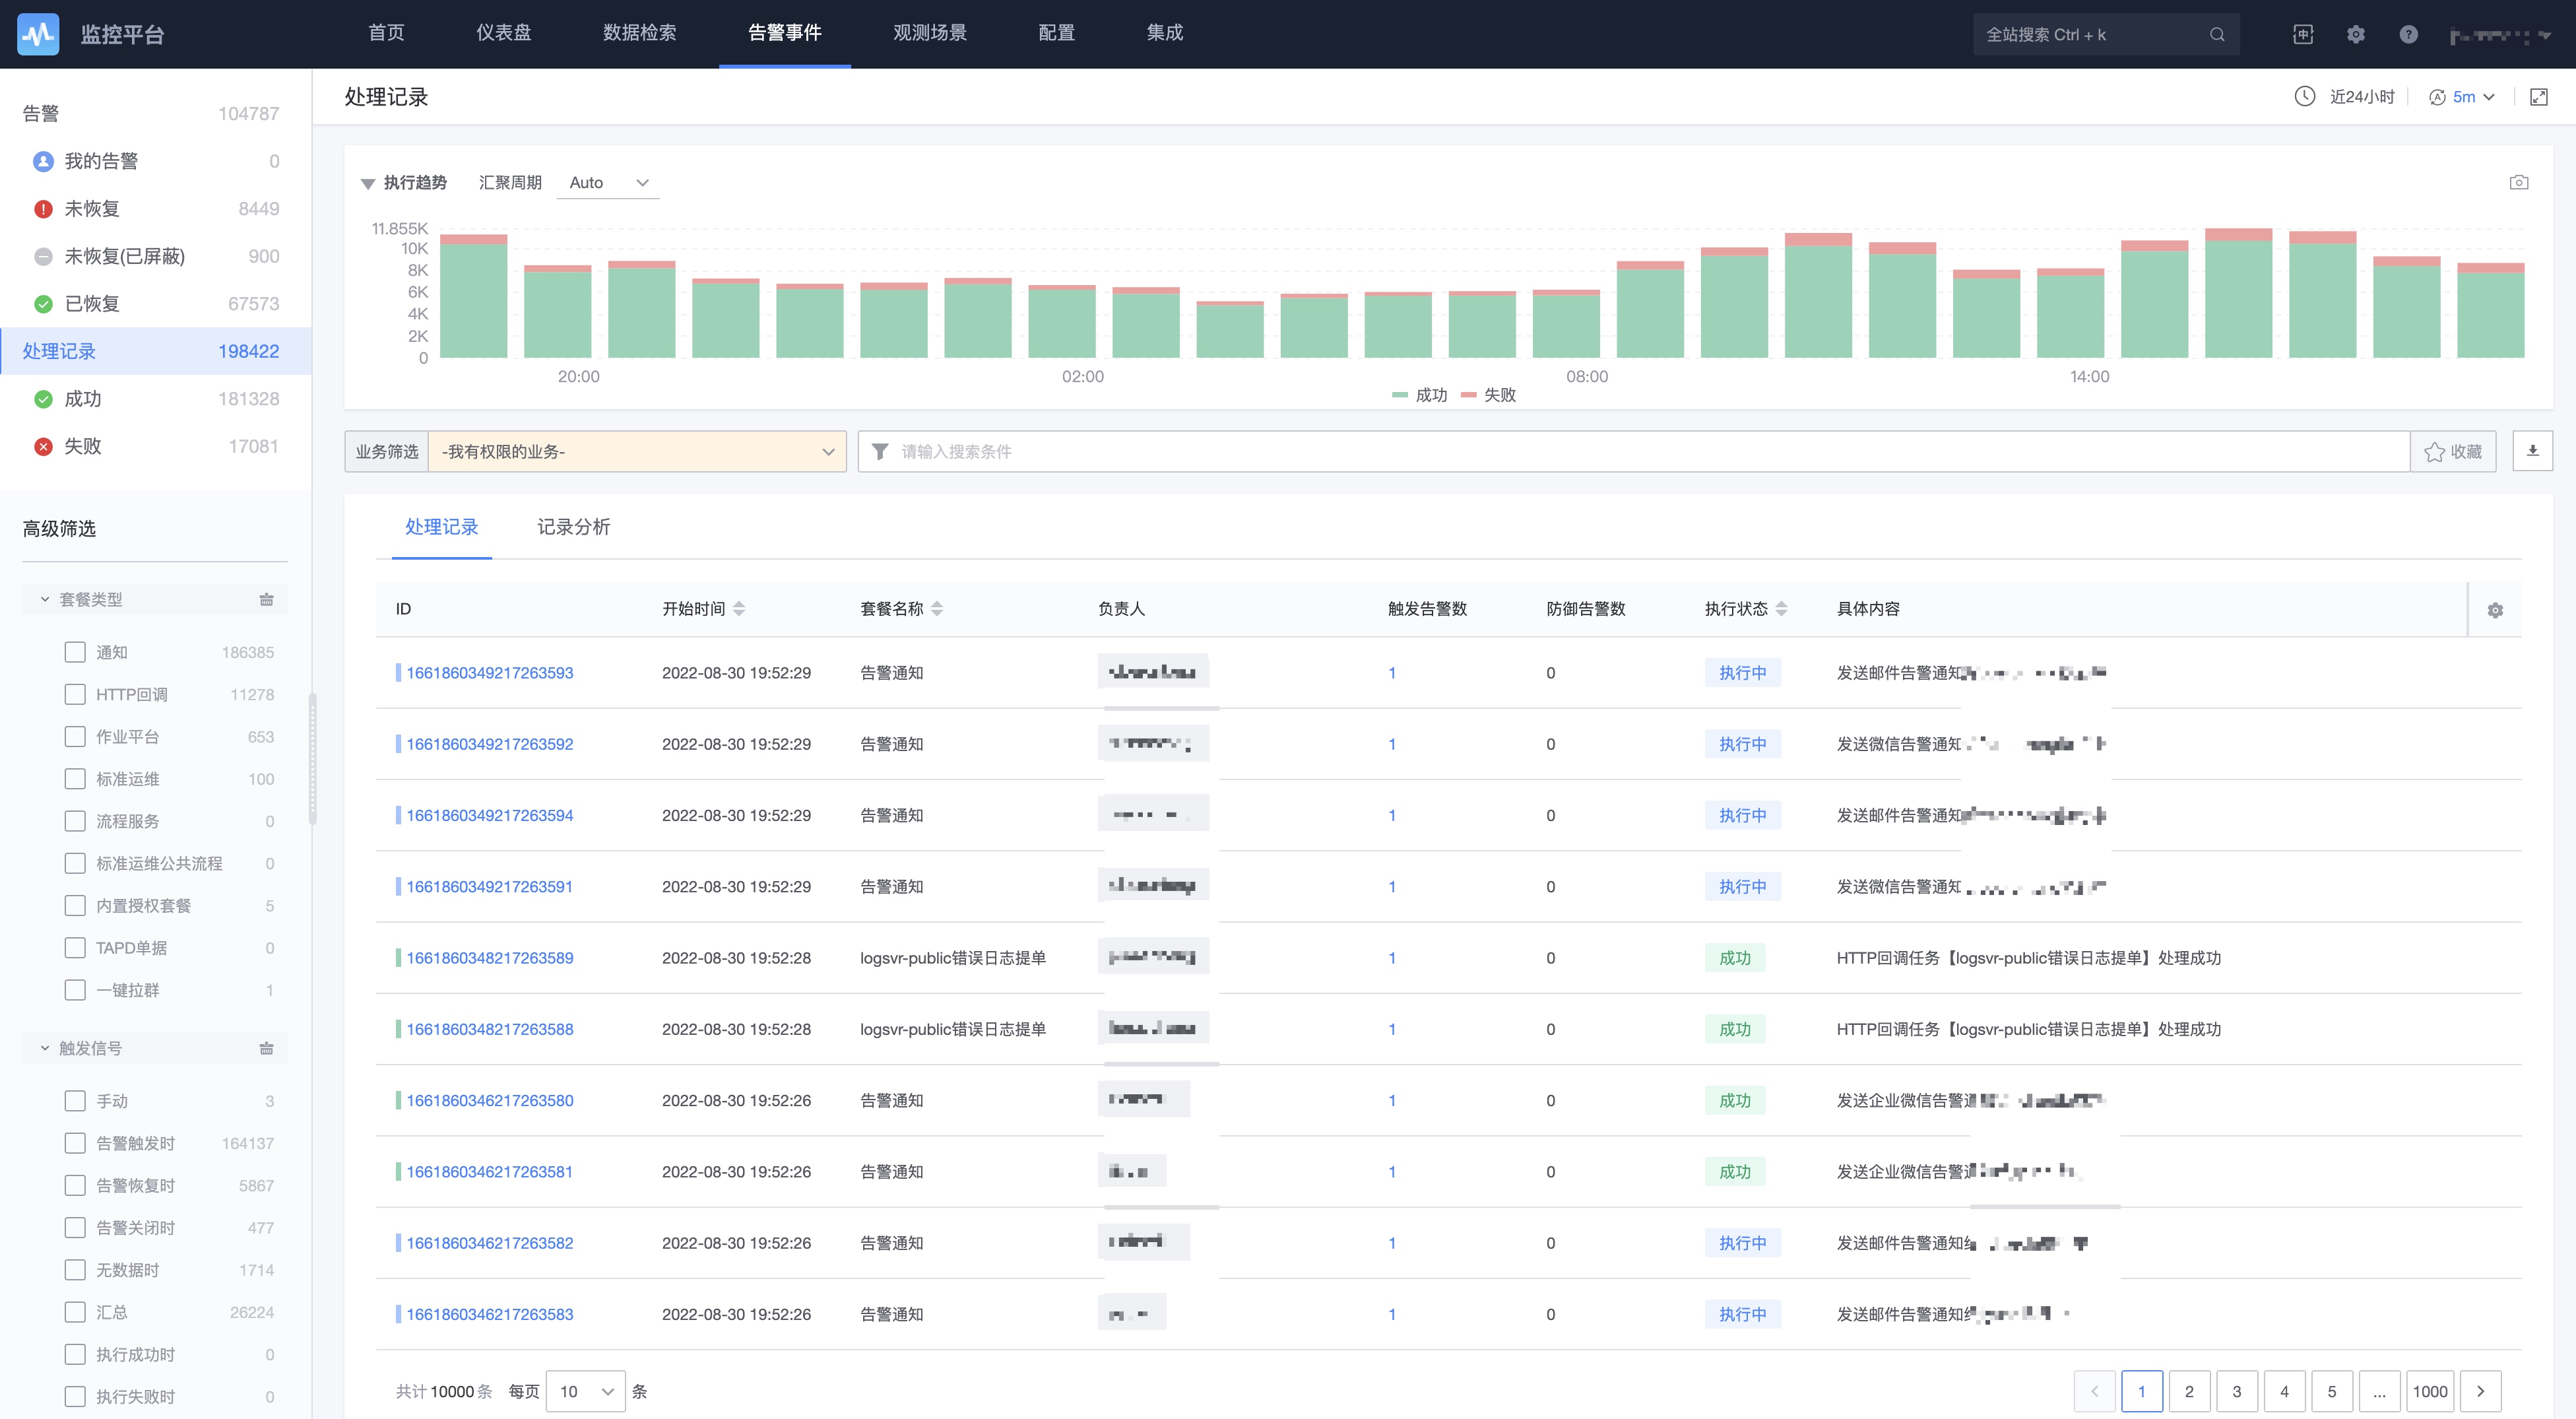 监控平台 首页 仪表盘 数据检索 告警事件 观测场景 配置 集成 全站搜索 Ctrl + k
告警 104787
我的告警 0
未恢复 8449
未恢复(已屏蔽) 900
已恢复 67573
处理记录 198422
成功 181328
失败 17081
高级筛选
套餐类型
通知 186385
HTTP回调 11278
作业平台 653
标准运维 100
流程服务 0
标准运维公共流程 0
内置授权套餐 5
TAPD单据 0
一键拉群 1
触发信号
手动 3
告警触发时 164137
告警恢复时 5867
告警关闭时 477
无数据时 1714
汇总 26224
执行成功时 0
执行失败时 0
处理记录 近24小时 5m
执行趋势 汇聚周期 Auto
11.855K
10K
8K
6K
4K
2K
0
20:00 02:00 08:00 14:00
成功 失败
业务筛选 -我有权限的业务- 请输入搜索条件 收藏
处理记录 记录分析
ID 开始时间 套餐名称 负责人 触发告警数 防御告警数 执行状态 具体内容
1661860349217263593 2022-08-30 19:52:29 告警通知 1 0 执行中 发送邮件告警通知
1661860349217263592 2022-08-30 19:52:29 告警通知 1 0 执行中 发送微信告警通知
1661860349217263594 2022-08-30 19:52:29 告警通知 1 0 执行中 发送邮件告警通知
1661860349217263591 2022-08-30 19:52:29 告警通知 1 0 执行中 发送微信告警通知
1661860348217263589 2022-08-30 19:52:28 logsvr-public错误日志提单 1 0 成功 HTTP回调任务【logsvr-public错误日志提单】处理成功
1661860348217263588 2022-08-30 19:52:28 logsvr-public错误日志提单 1 0 成功 HTTP回调任务【logsvr-public错误日志提单】处理成功
1661860346217263580 2022-08-30 19:52:26 告警通知 1 0 成功 发送企业微信告警
1661860346217263581 2022-08-30 19:52:26 告警通知 1 0 成功 发送企业微信告警
1661860346217263582 2022-08-30 19:52:26 告警通知 1 0 执行中 发送邮件告警通知
1661860346217263583 2022-08-30 19:52:26 告警通知 1 0 执行中 发送邮件告警通知
共计 10000 条 每页 10 条 1 2 3 4 5 ... 1000